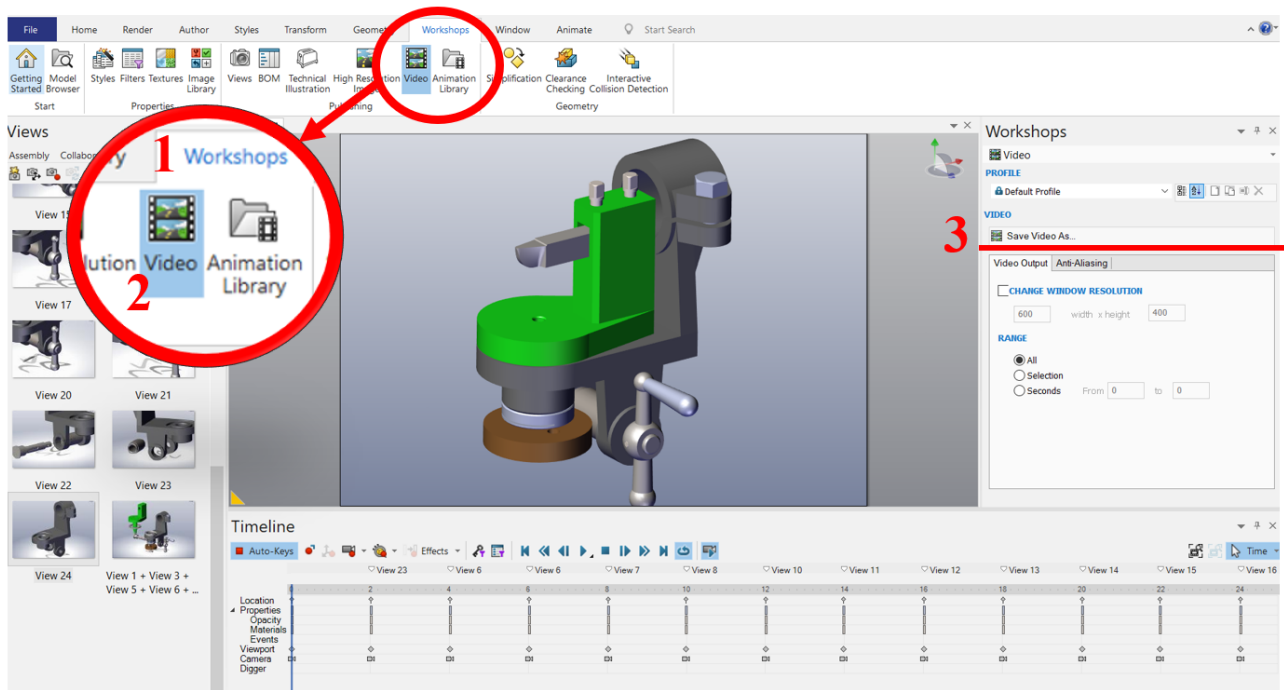 File Home Render Author Styles Transform Geome Workshops Window Animate Start Search
Getting Started
Model Browser
Styles Filters Textures Image Library
Views BOM Technical Illustration
High Resolution Video Animation Library
Clearance Checking
Interactive Collision Detection
Start Properties Geometry
Views
Assembly
1 Workshops
2 Video
Animation
Library
View 17
View 20 View 21
View 22 View 23
View 24
View 1 + View 3 +
View 5 + View 6 + ...
Workshops
Video
PROFILE
Default Profile
VIDEO
3 Save Video As...
Video Output Anti-Aliasing
CHANGE WINDOW RESOLUTION
600 width x height 400
RANGE
All
Selection
Seconds From 0 to 0
Timeline
Auto-Keys Effects Time
View 23 View 6 View 6 View 7 View 8 View 10 View 11 View 12 View 13 View 14 View 15 View 16
0 2 4 6 8 10 12 14 16 18 20 22 24
Location
Properties
Opacity
Materials
Events
Viewport
Camera
Digger